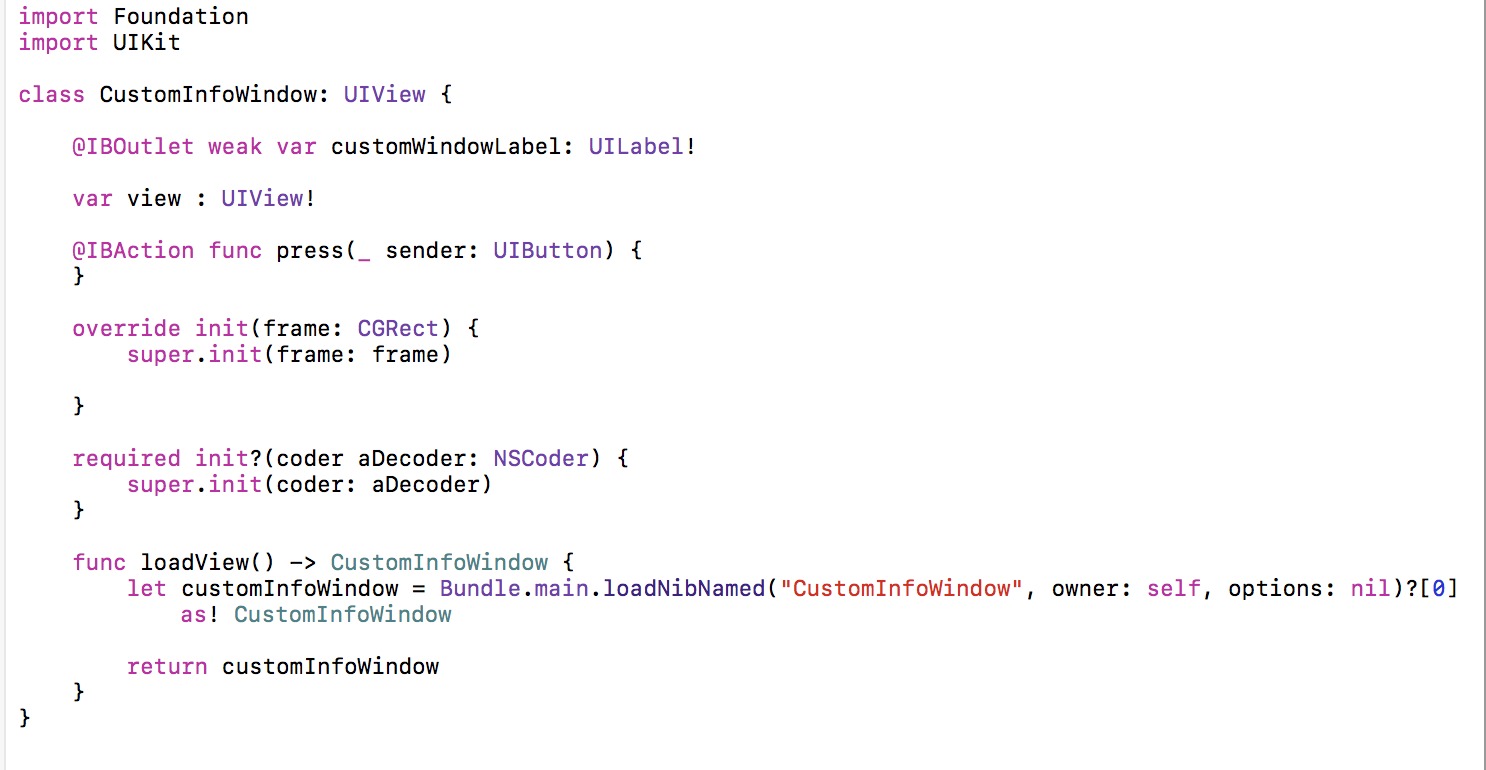 import Foundation
import UIKit
class CustomInfoWindow: UIView {
@IBOutlet weak var customWindowLabel: UILabel!
var view : UIView!
@IBAction func press(_ sender: UIButton) {
}
override init(frame: CGRect) {
super.init(frame: frame)
}
required init?(coder aDecoder: NSCoder) {
super.init(coder: aDecoder)
}
func loadView() -> CustomInfoWindow {
let customInfoWindow = Bundle.main.loadNibNamed("CustomInfoWindow", owner: self, options: nil)?[0]
as! CustomInfoWindow
return customInfoWindow
}
}